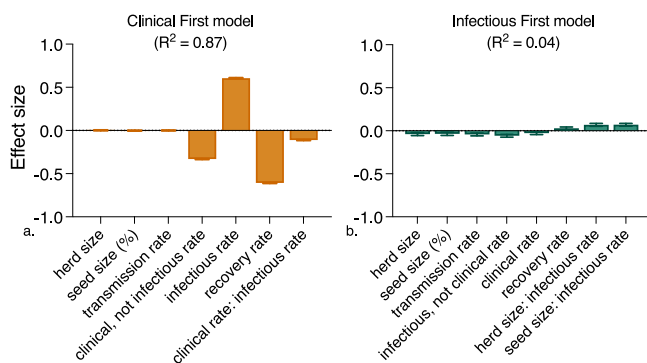 Clinical First model
(R² = 0.87)
Effect size
1.0
0.5
0.0
-0.5
-1.0
a.
herd size
seed size (%)
transmission rate
clinical, not infectious rate
infectious rate
recovery rate
clinical rate: infectious rate
Infectious First model
(R² = 0.04)
1.0
0.5
0.0
-0.5
-1.0
b.
herd size
seed size (%)
transmission rate
infectious, not clinical rate
clinical rate
recovery rate
herd size: infectious rate
seed size: infectious rate